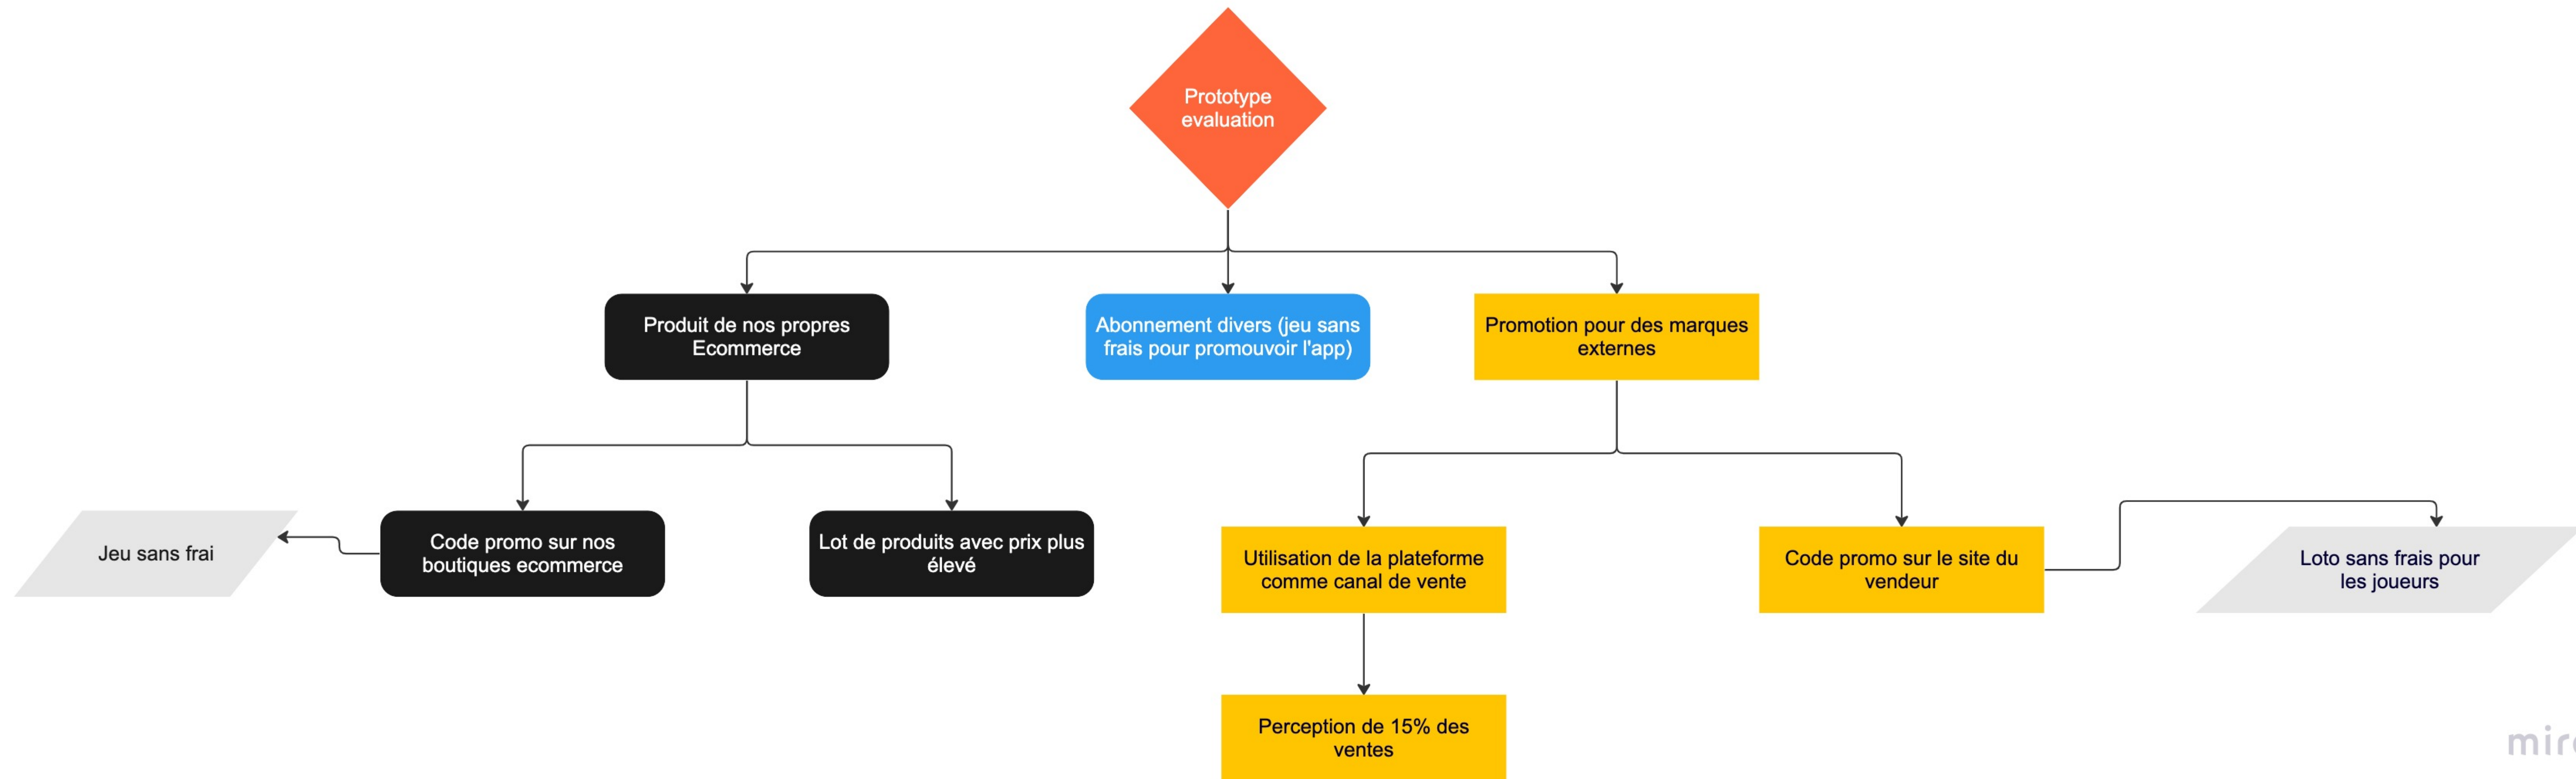 Prototype
evaluation
Produit de nos propres
Ecommerce
Abonnement divers (jeu sans
frais pour promouvoir l'app)
Promotion pour des marques
externes
Jeu sans frai
Code promo sur nos
boutiques ecommerce
Lot de produits avec prix plus
élevé
Utilisation de la plateforme
comme canal de vente
Code promo sur le site du
vendeur
Loto sans frais pour
les joueurs
Perception de 15% des
ventes
miro